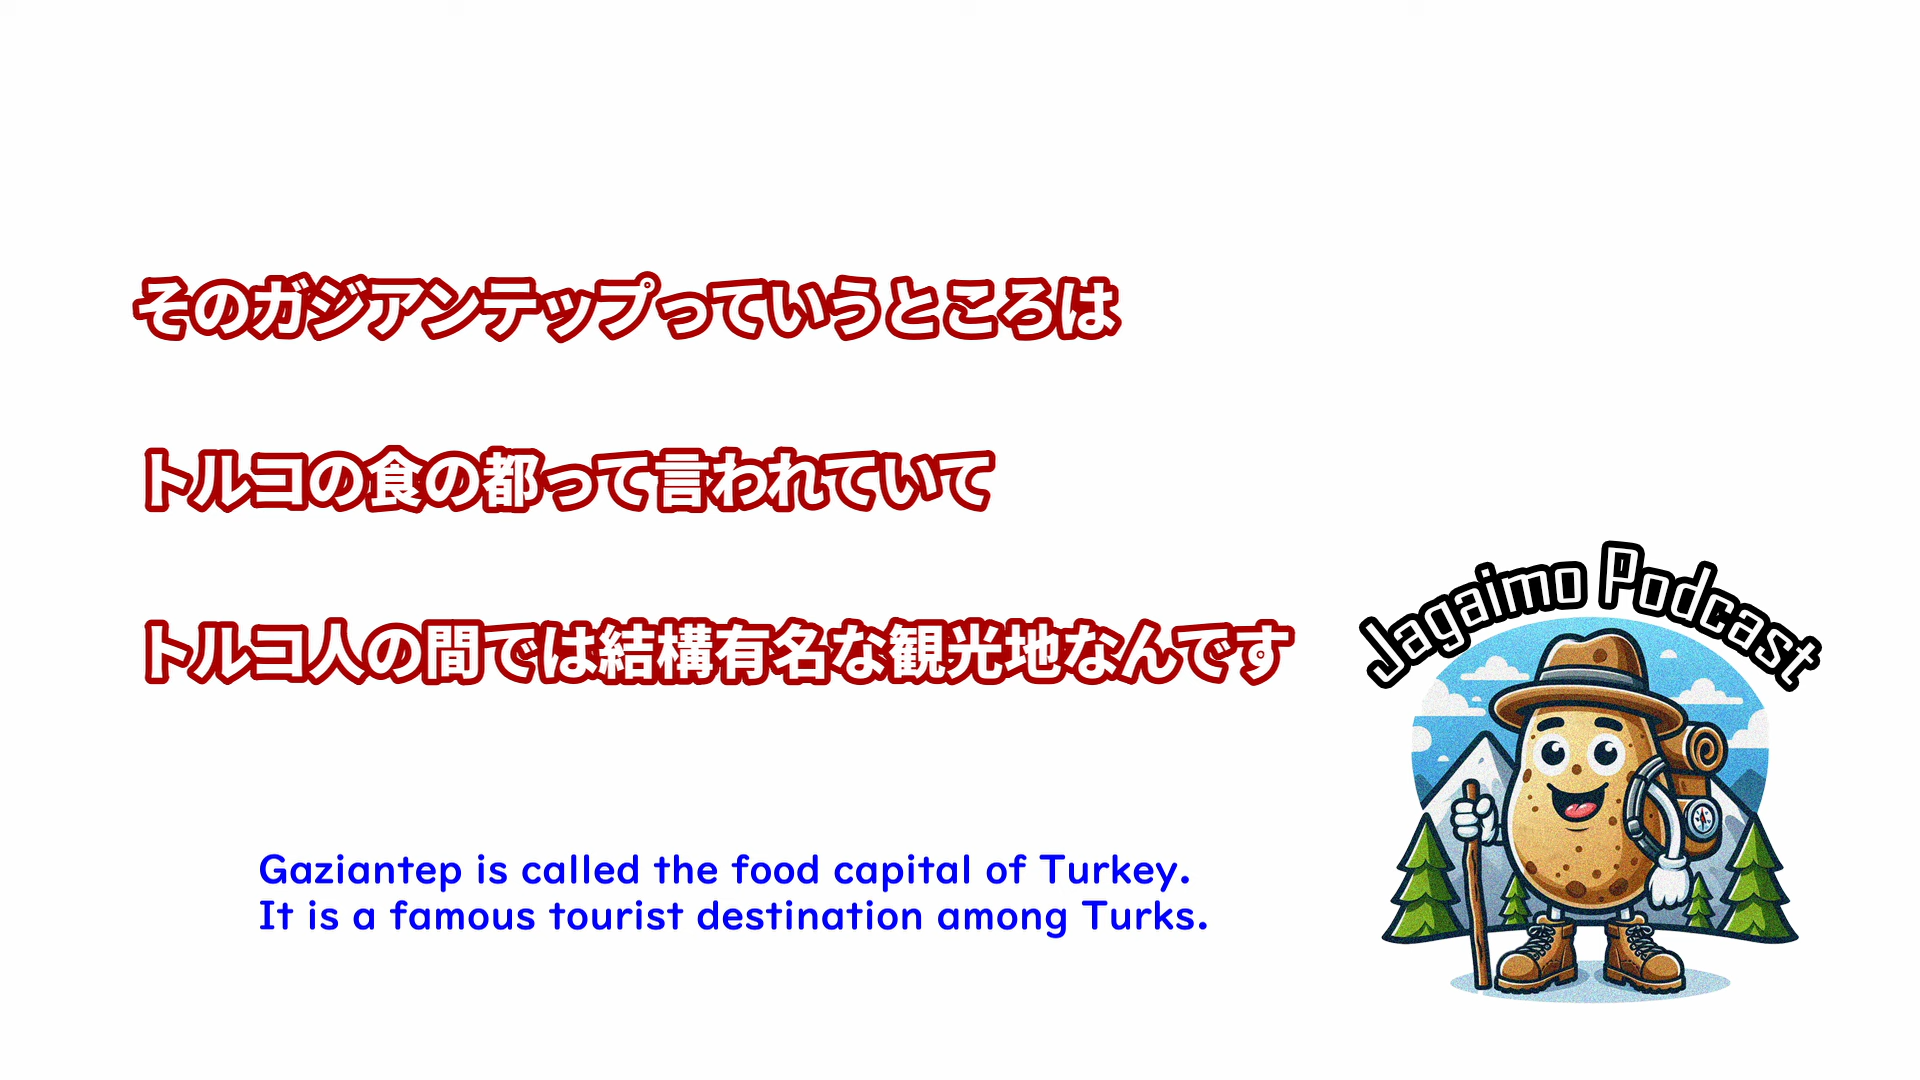 そのガジアンテップっていうところは
トルコの食の都って言われていて
トルコ人の間では結構有名な観光地なんです
Jagaimo Podcast
Gaziantep is called the food capital of Turkey.
It is a famous tourist destination among Turks.